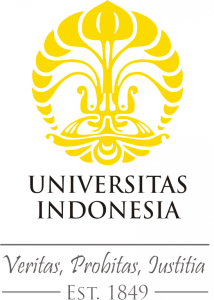 UNIVERSITAS
INDONESIA
Veritas, Probitas, Iustitia
EST. 1849